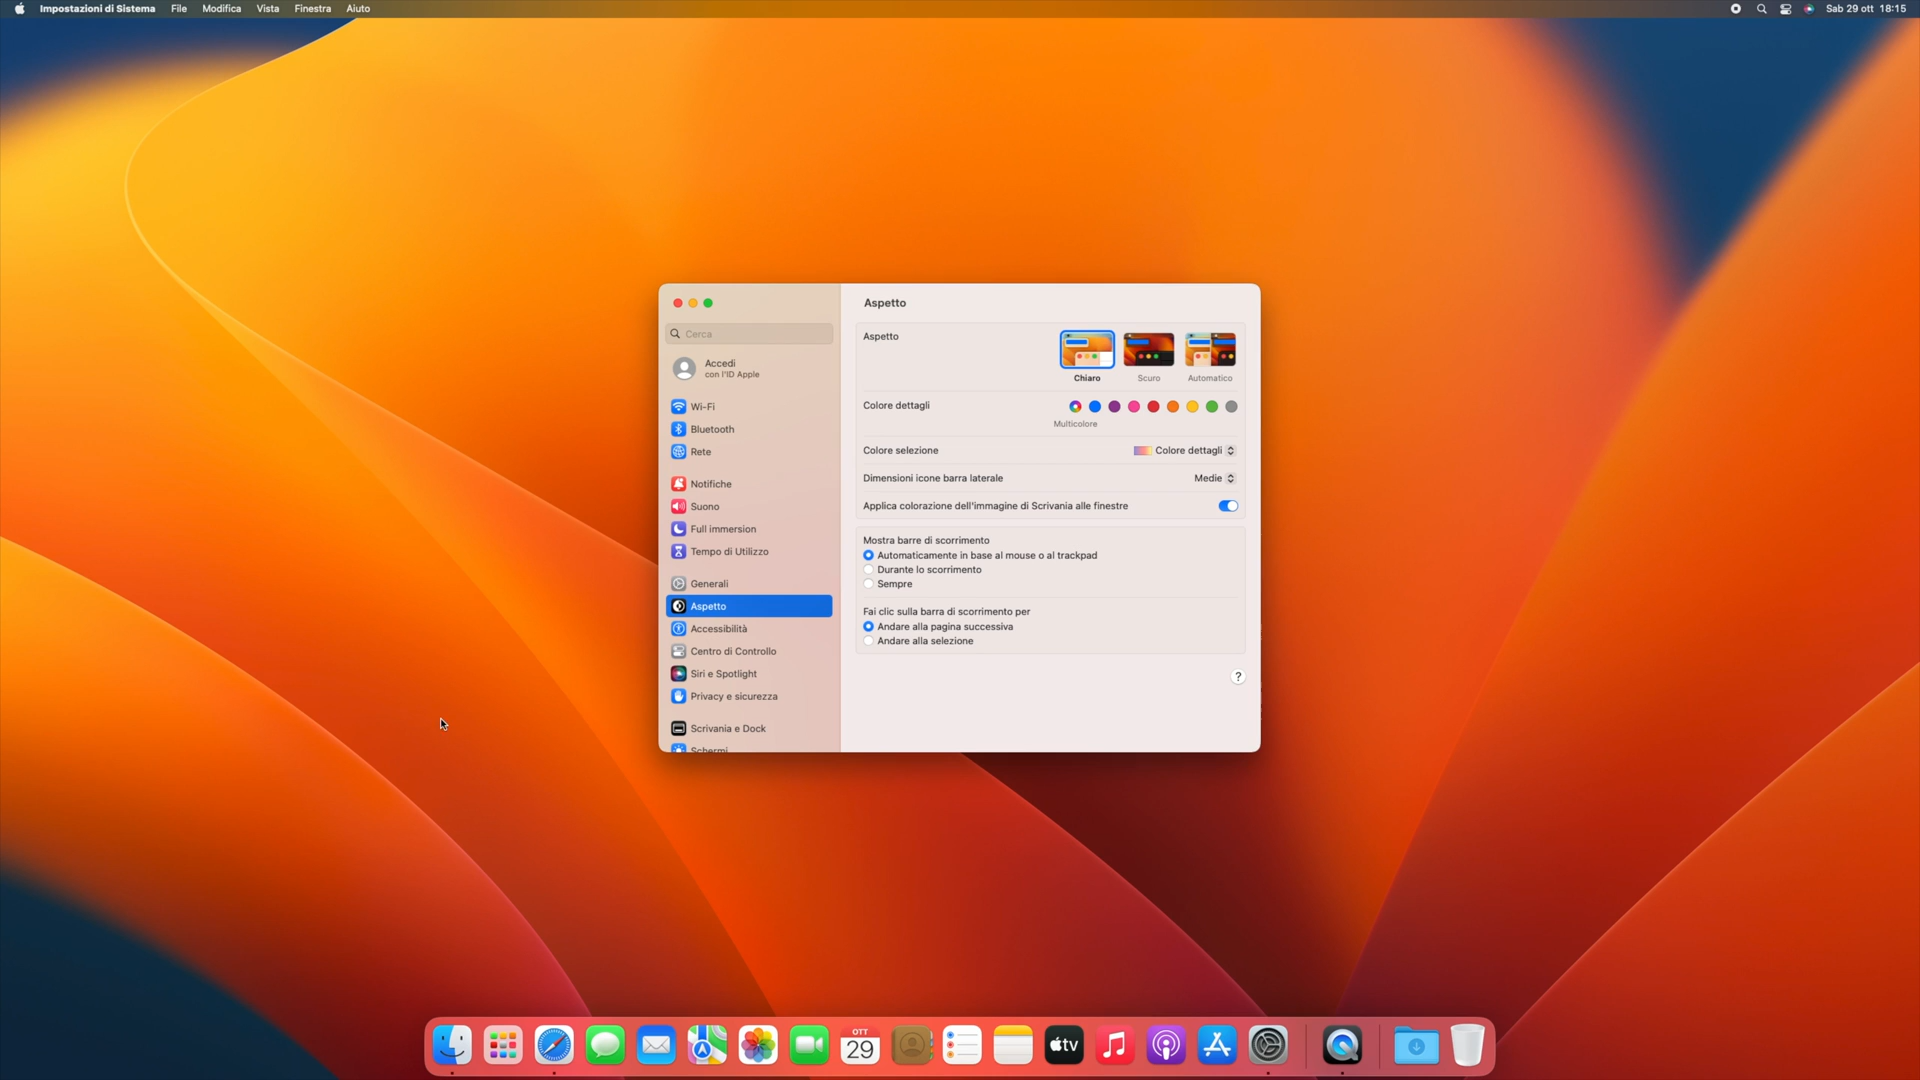 Impostazioni di Sistema File Modifica Vista Finestra Aiuto
Sab 29 ott 18:15
Cerca
Accedi
con l'ID Apple
Wi-Fi
Bluetooth
Rete
Notifiche
Suono
Full immersion
Tempo di Utilizzo
Generali
Aspetto
Accessibilità
Centro di Controllo
Siri e Spotlight
Privacy e sicurezza
Scrivania e Dock
Schermi
Aspetto
Aspetto
Chiaro Scuro Automatico
Colore dettagli
Multicolore
Colore selezione Colore dettagli
Dimensioni icone barra laterale Medie
Applica colorazione dell'immagine di Scrivania alle finestre
Mostra barre di scorrimento
Automaticamente in base al mouse o al trackpad
Durante lo scorrimento
Sempre
Fai clic sulla barra di scorrimento per
Andare alla pagina successiva
Andare alla selezione
?
OTT
29
tv